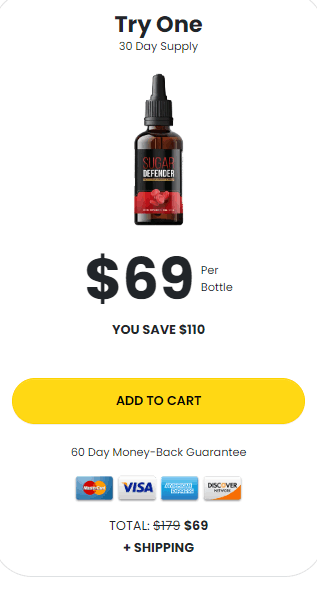 Try One
30 Day Supply
SUGAR
DEFENDER
$69 Per
Bottle
YOU SAVE $110
ADD TO CART
60 Day Money-Back Guarantee
MasterCard VISA AMERICAN EXPRESS DISCOVER NETWORK
TOTAL: $179 $69
+ SHIPPING